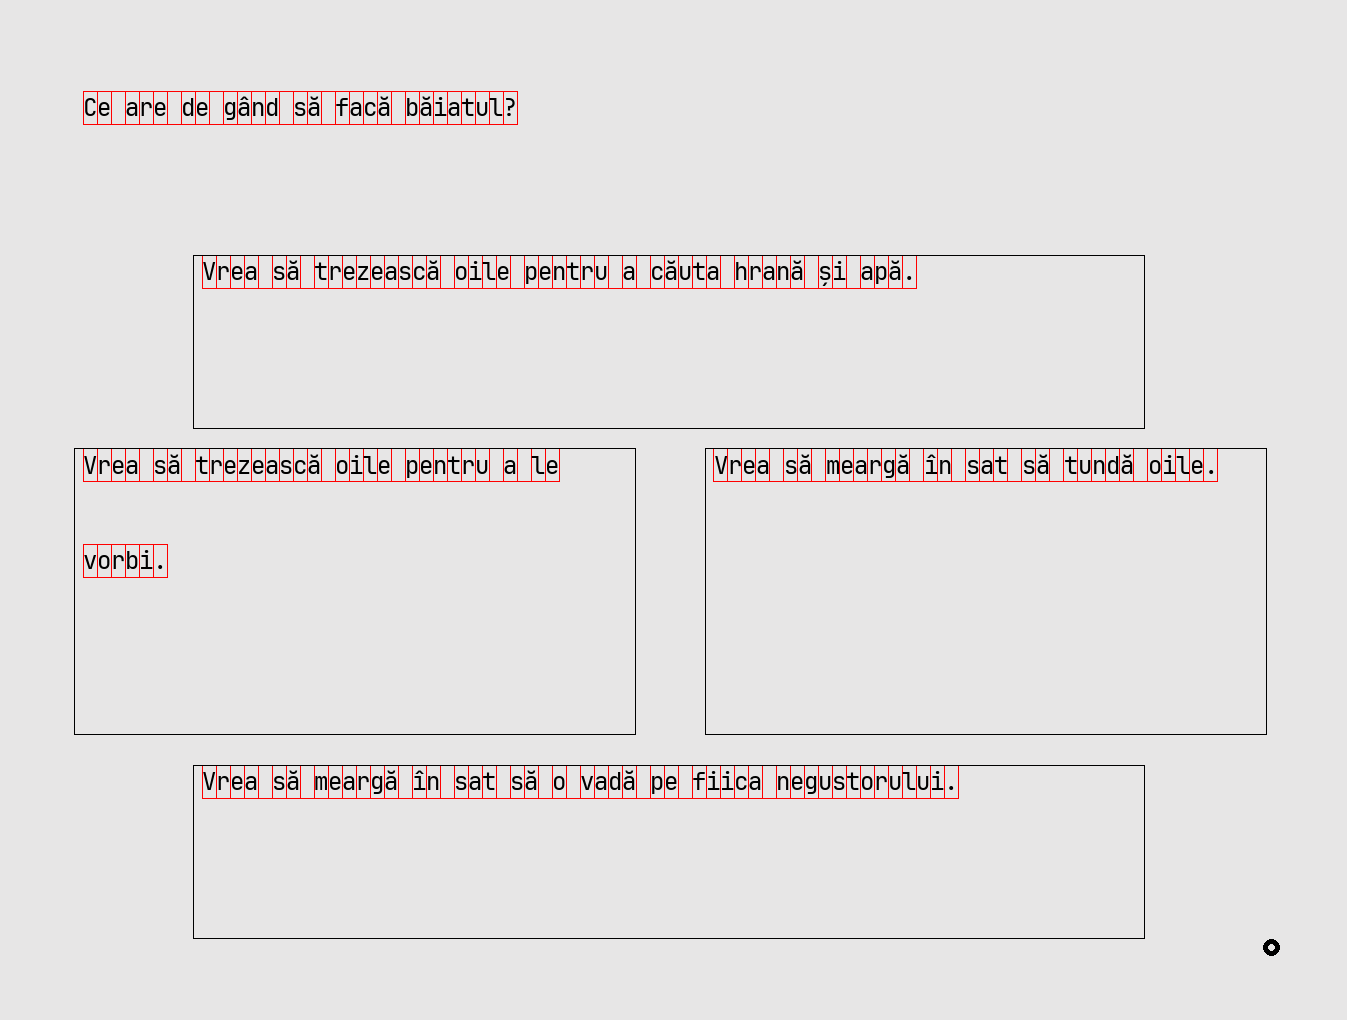 Ce are de gând să facă băiatul?
Vrea să trezească oile pentru a căuta hrană și apă.
Vrea să trezească oile pentru a le
vorbi.
Vrea să meargă în sat să tundă oile.
Vrea să meargă în sat să o vadă pe fiica negustorului.